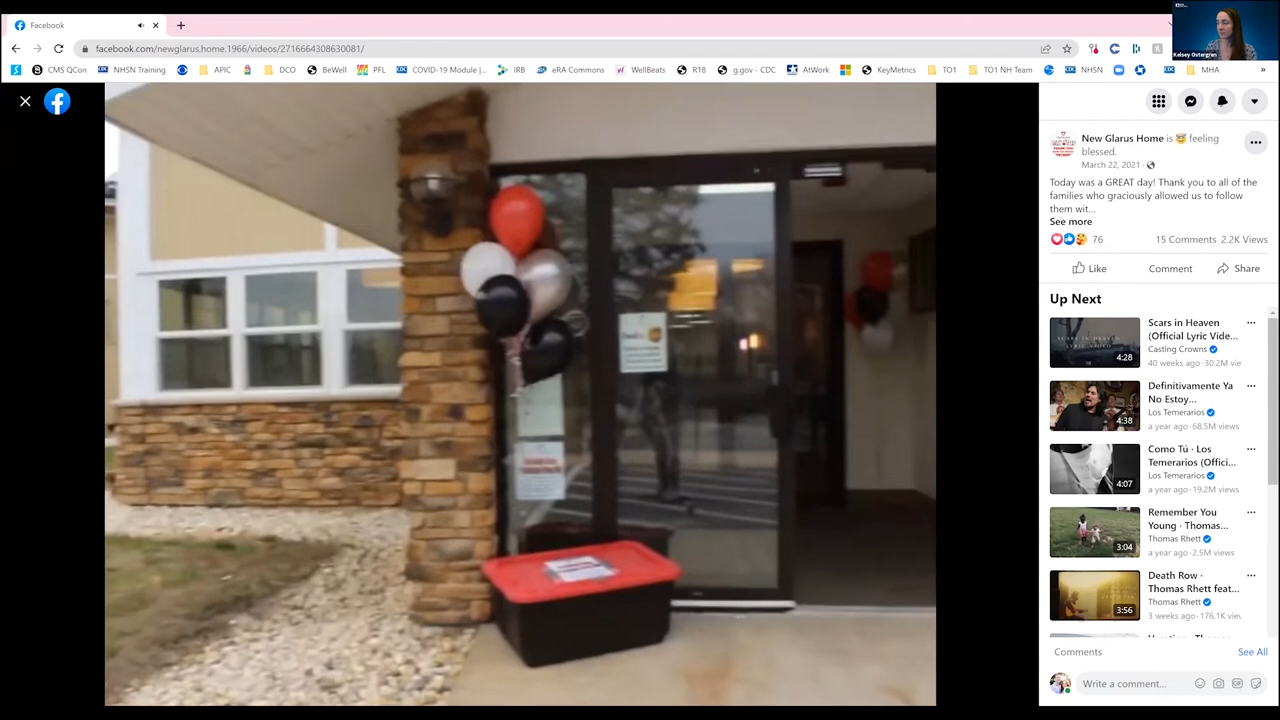 Facebook
facebook.com/newglarus.home.1966/videos/2716664308630081/
Kelsey Ostergren
CMS QCon
NHSN Training
APIC
DCO
BeWell
PFL
COVID-19 Module |...
iRB
eRA Commons
WellBeats
R18
g.gov - CDC
AtWork
KeyMetrics
TO1
TO1 NH Team
NHSN
MHA
»
New Glarus Home is 😇 feeling
blessed.
March 22, 2021 ·
Today was a GREAT day! Thank you to all of the
families who graciously allowed us to follow
them wit...
See more
76
15 Comments 2.2K Views
Like
Comment
Share
Up Next
Scars in Heaven
(Official Lyric Vide...
Casting Crowns
40 weeks ago · 30.2M vie
4:28
Definitivamente Ya
No Estoy...
Los Temerarios
a year ago · 68.5M views
4:38
Como Tú · Los
Temerarios (Offici...
Los Temerarios
a year ago · 19.2M views
4:07
Remember You
Young · Thomas...
Thomas Rhett
a year ago · 2.5M views
3:04
Death Row ·
Thomas Rhett feat...
Thomas Rhett
3 weeks ago · 176.1K viev
3:56
Comments
See All
Write a comment...
GIF